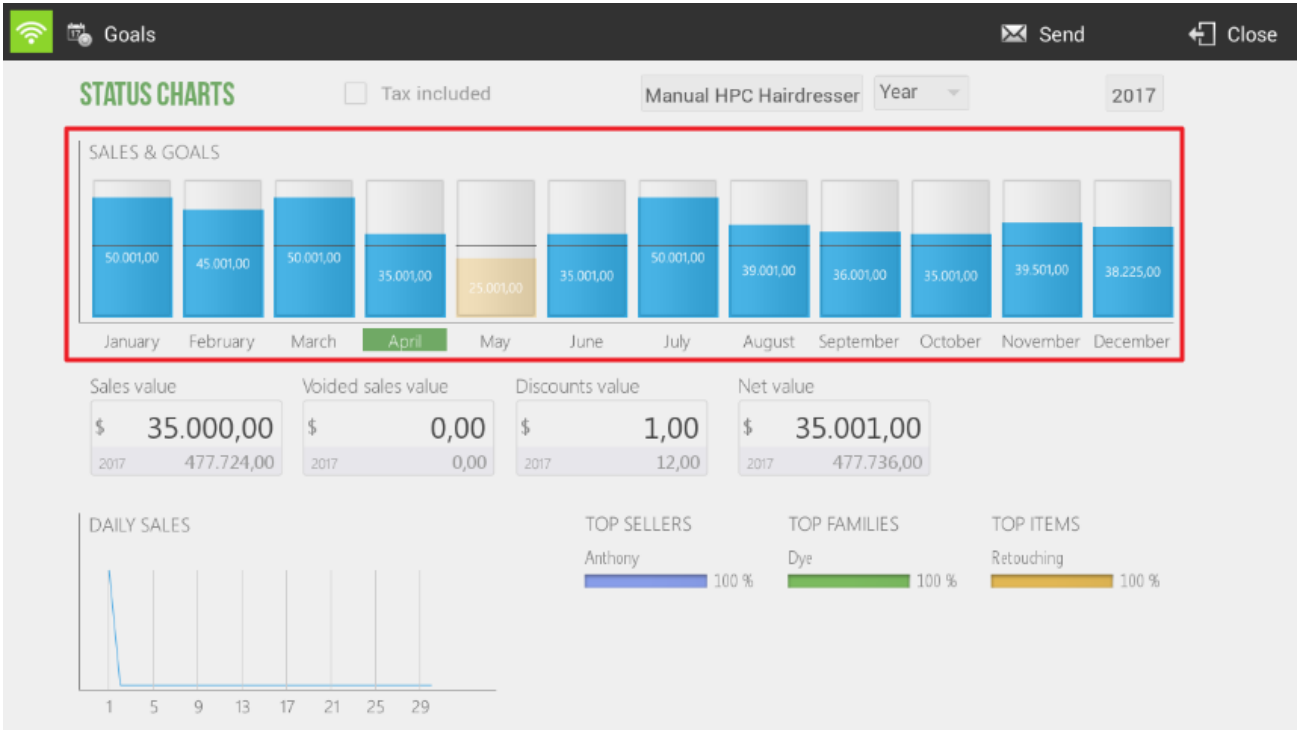 Goals Send Close
STATUS CHARTS Tax included Manual HPC Hairdresser Year 2017
SALES & GOALS
50.001,00 45.001,00 50.001,00 35.001,00 25.001,00 35.001,00 50.001,00 39.001,00 36.001,00 35.001,00 39.501,00 38.225,00
January February March April May June July August September October November December
Sales value Voided sales value Discounts value Net value
$ 35.000,00 $ 0,00 $ 1,00 $ 35.001,00
2017 477.724,00 2017 0,00 2017 12,00 2017 477.736,00
DAILY SALES TOP SELLERS TOP FAMILIES TOP ITEMS
Anthony Dye Retouching
100 % 100 % 100 %
1 5 9 13 17 21 25 29